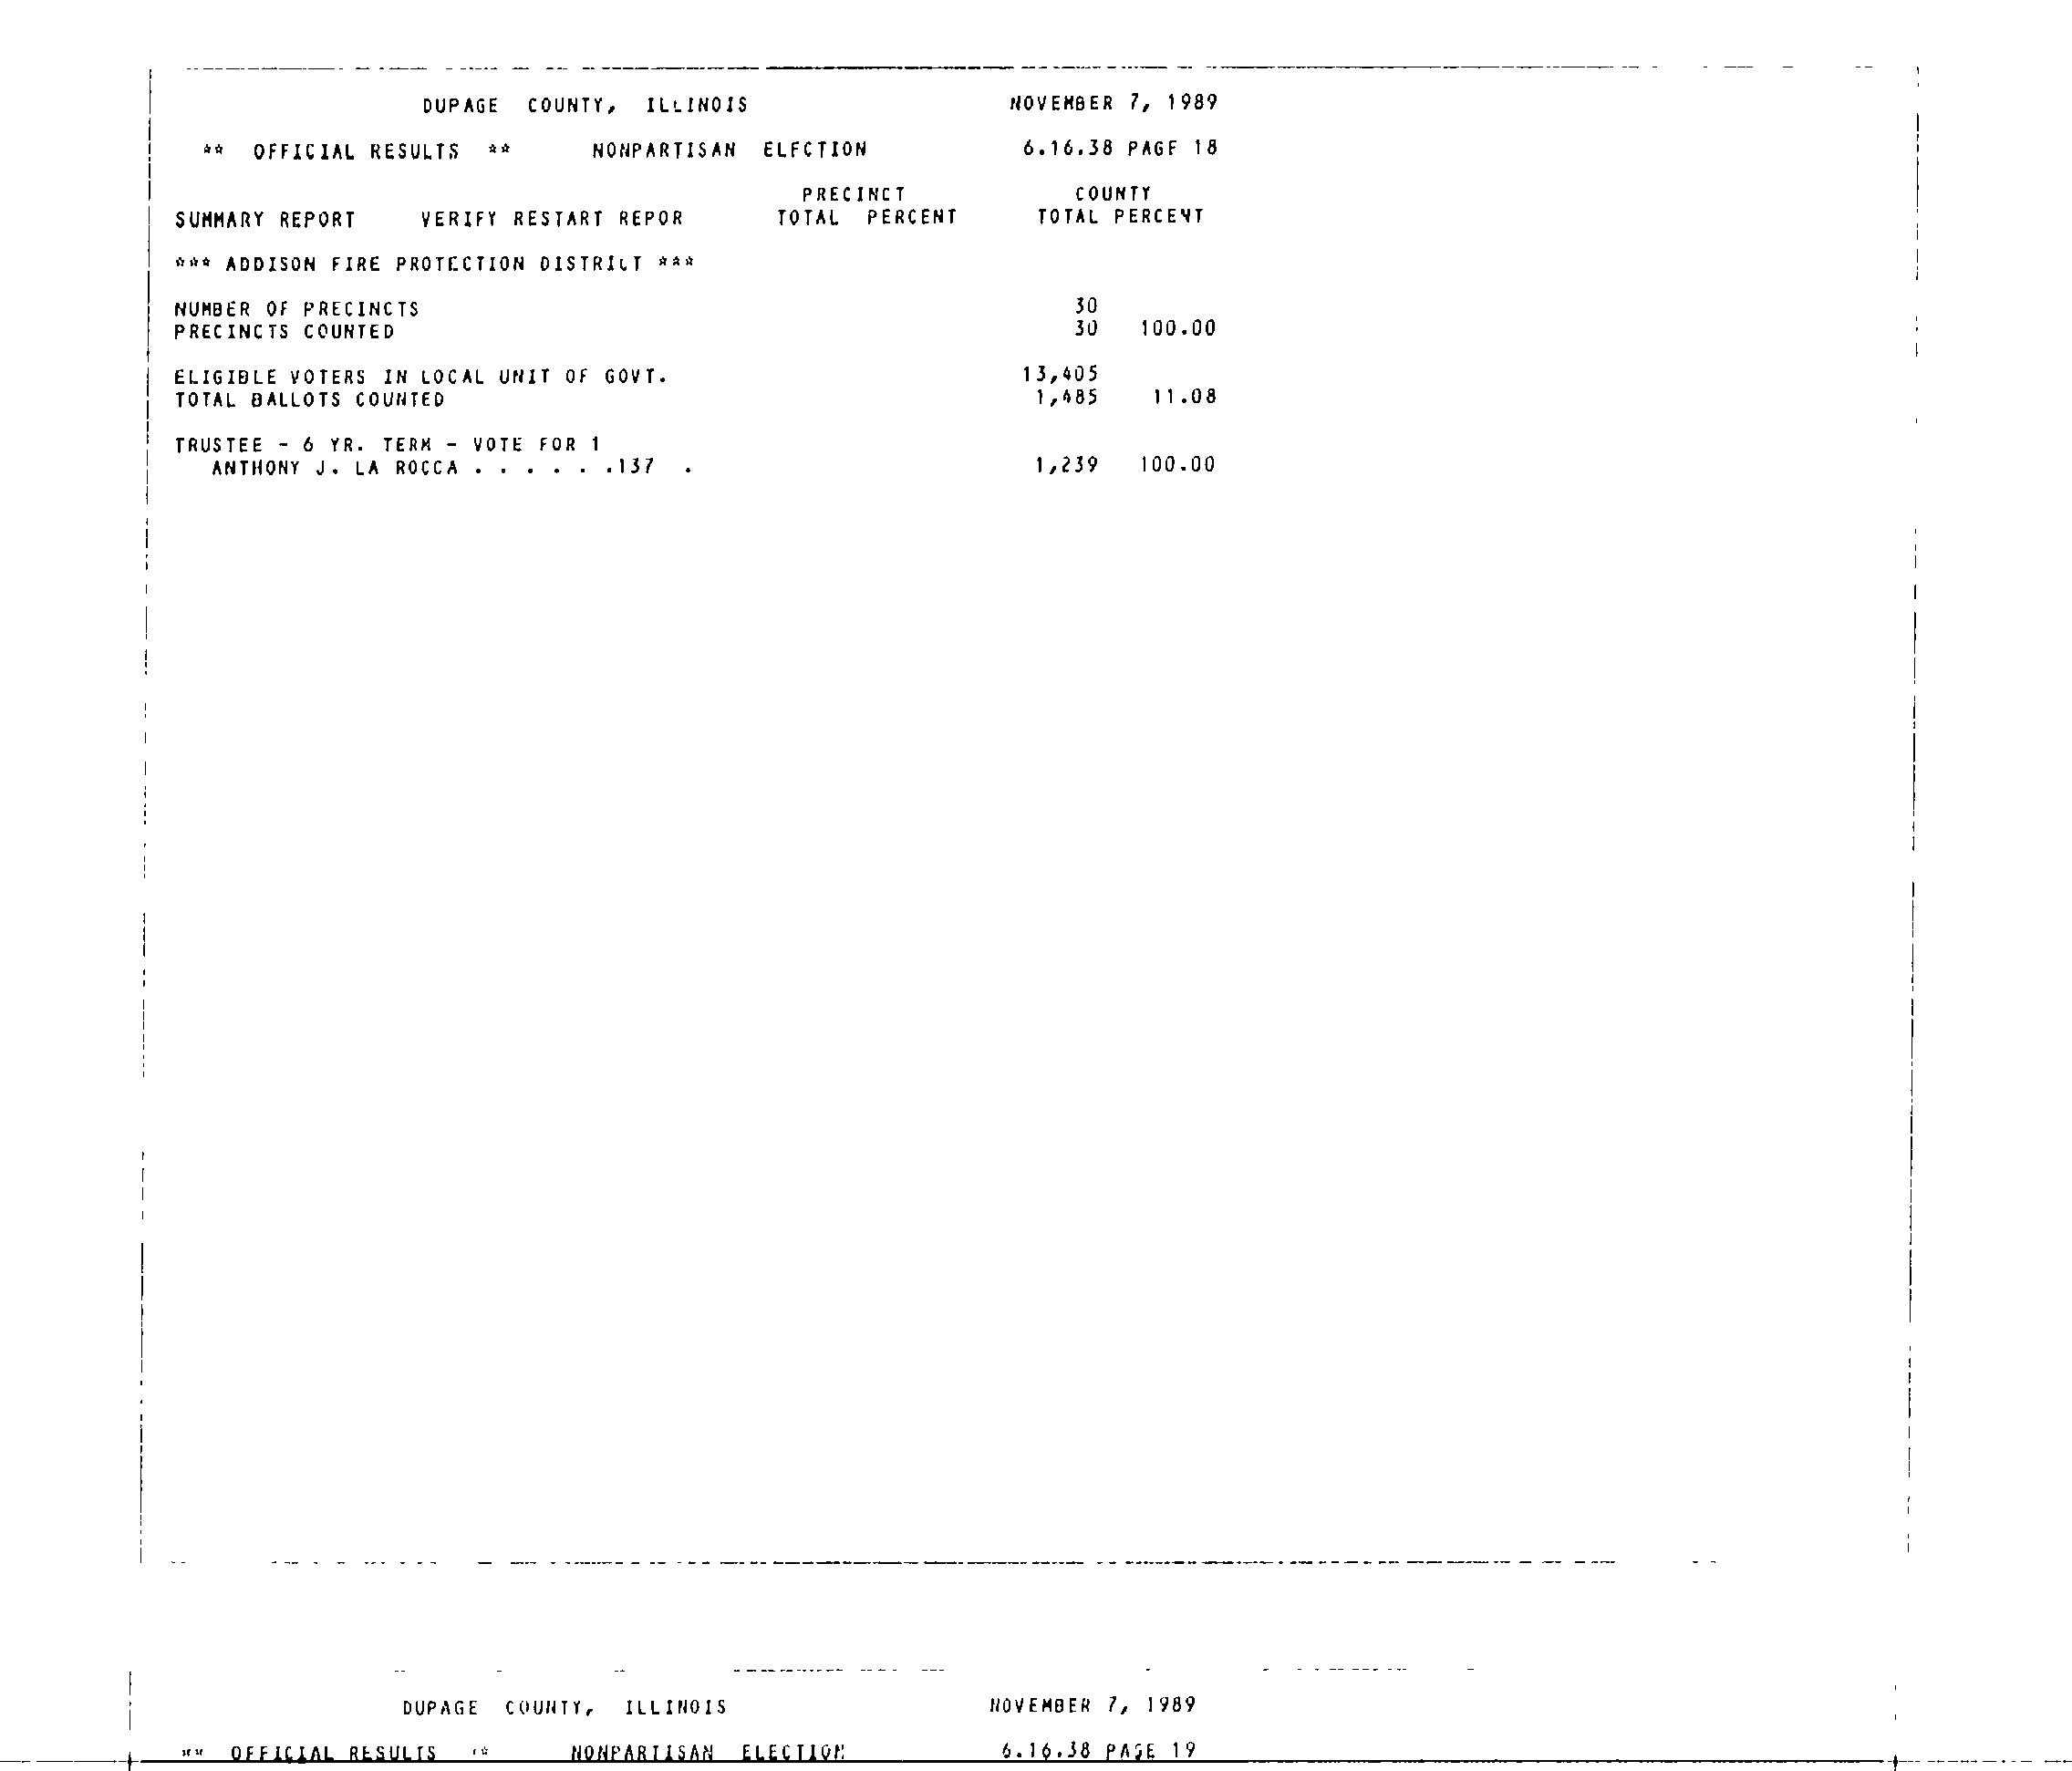 DUPAGE COUNTY, ILLINOIS NOVEMBER 7, 1989
** OFFICIAL RESULTS ** NONPARTISAN ELECTION 6.16.38 PAGE 18
PRECINCT COUNTY
SUMMARY REPORT VERIFY RESTART REPOR TOTAL PERCENT TOTAL PERCENT
*** ADDISON FIRE PROTECTION DISTRICT ***
NUMBER OF PRECINCTS 30
PRECINCTS COUNTED 30 100.00
ELIGIBLE VOTERS IN LOCAL UNIT OF GOVT. 13,405
TOTAL BALLOTS COUNTED 1,485 11.08
TRUSTEE - 6 YR. TERM - VOTE FOR 1
ANTHONY J. LA ROCCA . . . . . .137 . 1,239 100.00
DUPAGE COUNTY, ILLINOIS NOVEMBER 7, 1989
** OFFICIAL RESULTS ** NONPARTISAN ELECTION 6.16.38 PAGE 19